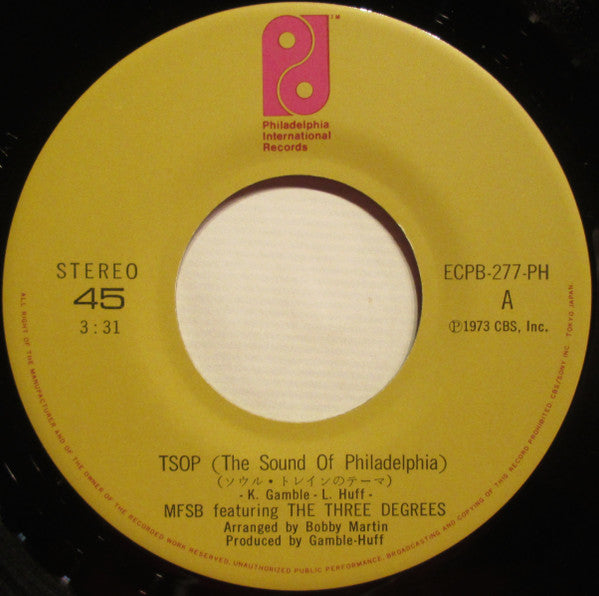 TM
Philadelphia
International
Records
STEREO
45
3:31
ECPB-277-PH
A
Ⓟ1973 CBS, Inc.
TSOP (The Sound Of Philadelphia)
(ソウル・トレインのテーマ)
- K. Gamble - L. Huff -
MFSB featuring THE THREE DEGREES
Arranged by Bobby Martin
Produced by Gamble-Huff
ALL RIGHT OF THE MANUFACTURER AND OF THE OWNER OF THE RECORDED WORK RESERVED. UNAUTHORIZED PUBLIC PERFORMANCE, BROADCASTING AND COPYING OF THIS RECORD PROHIBITED. CBS/SONY INC. TOKYO JAPAN.